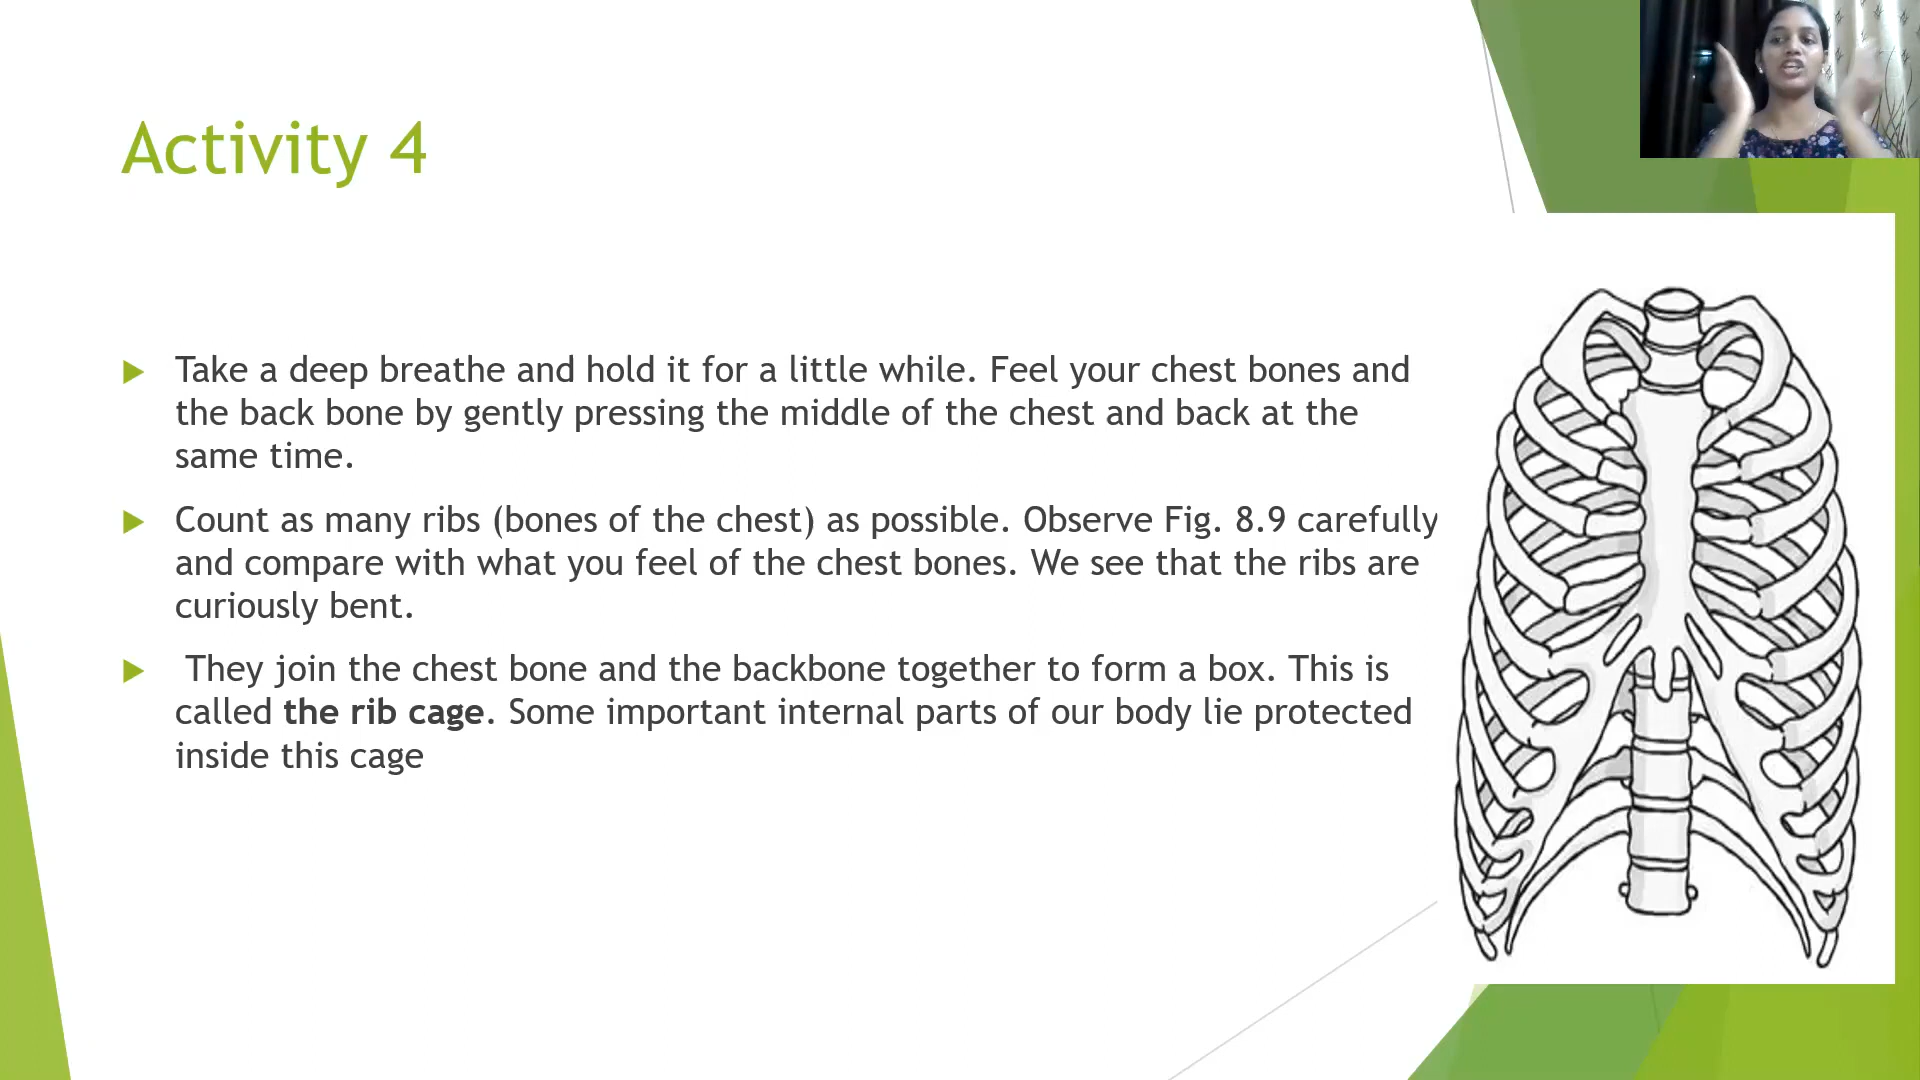 Activity 4
Take a deep breathe and hold it for a little while. Feel your chest bones and
the back bone by gently pressing the middle of the chest and back at the
same time.
Count as many ribs (bones of the chest) as possible. Observe Fig. 8.9 carefully
and compare with what you feel of the chest bones. We see that the ribs are
curiously bent.
They join the chest bone and the backbone together to form a box. This is
called the rib cage. Some important internal parts of our body lie protected
inside this cage